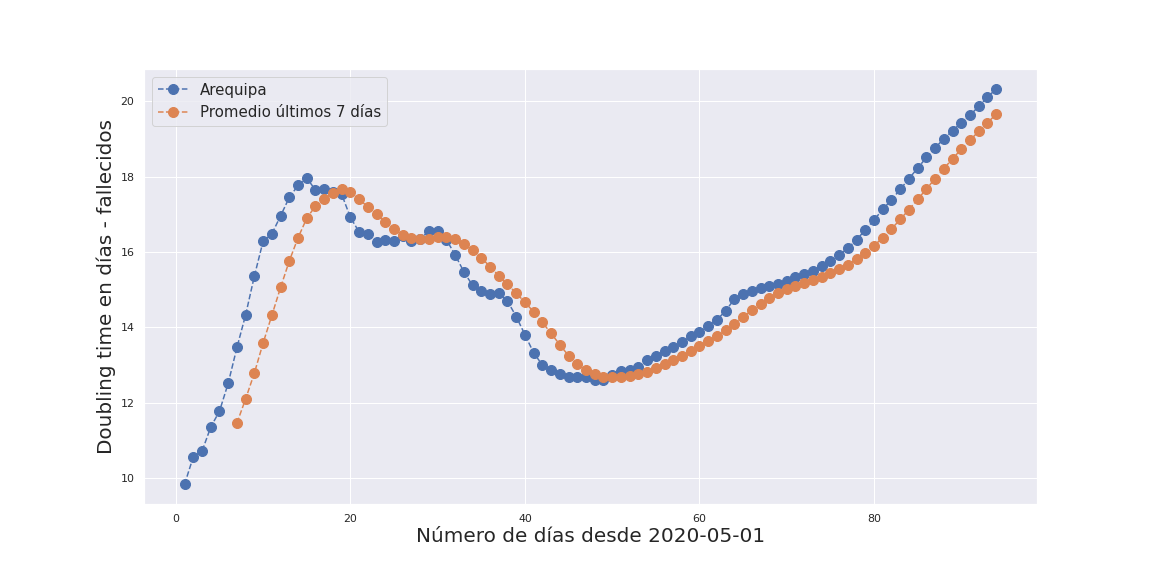 Arequipa
Promedio últimos 7 días
Doubling time en días - fallecidos
20
18
16
14
12
10
0 20 40 60 80
Número de días desde 2020-05-01